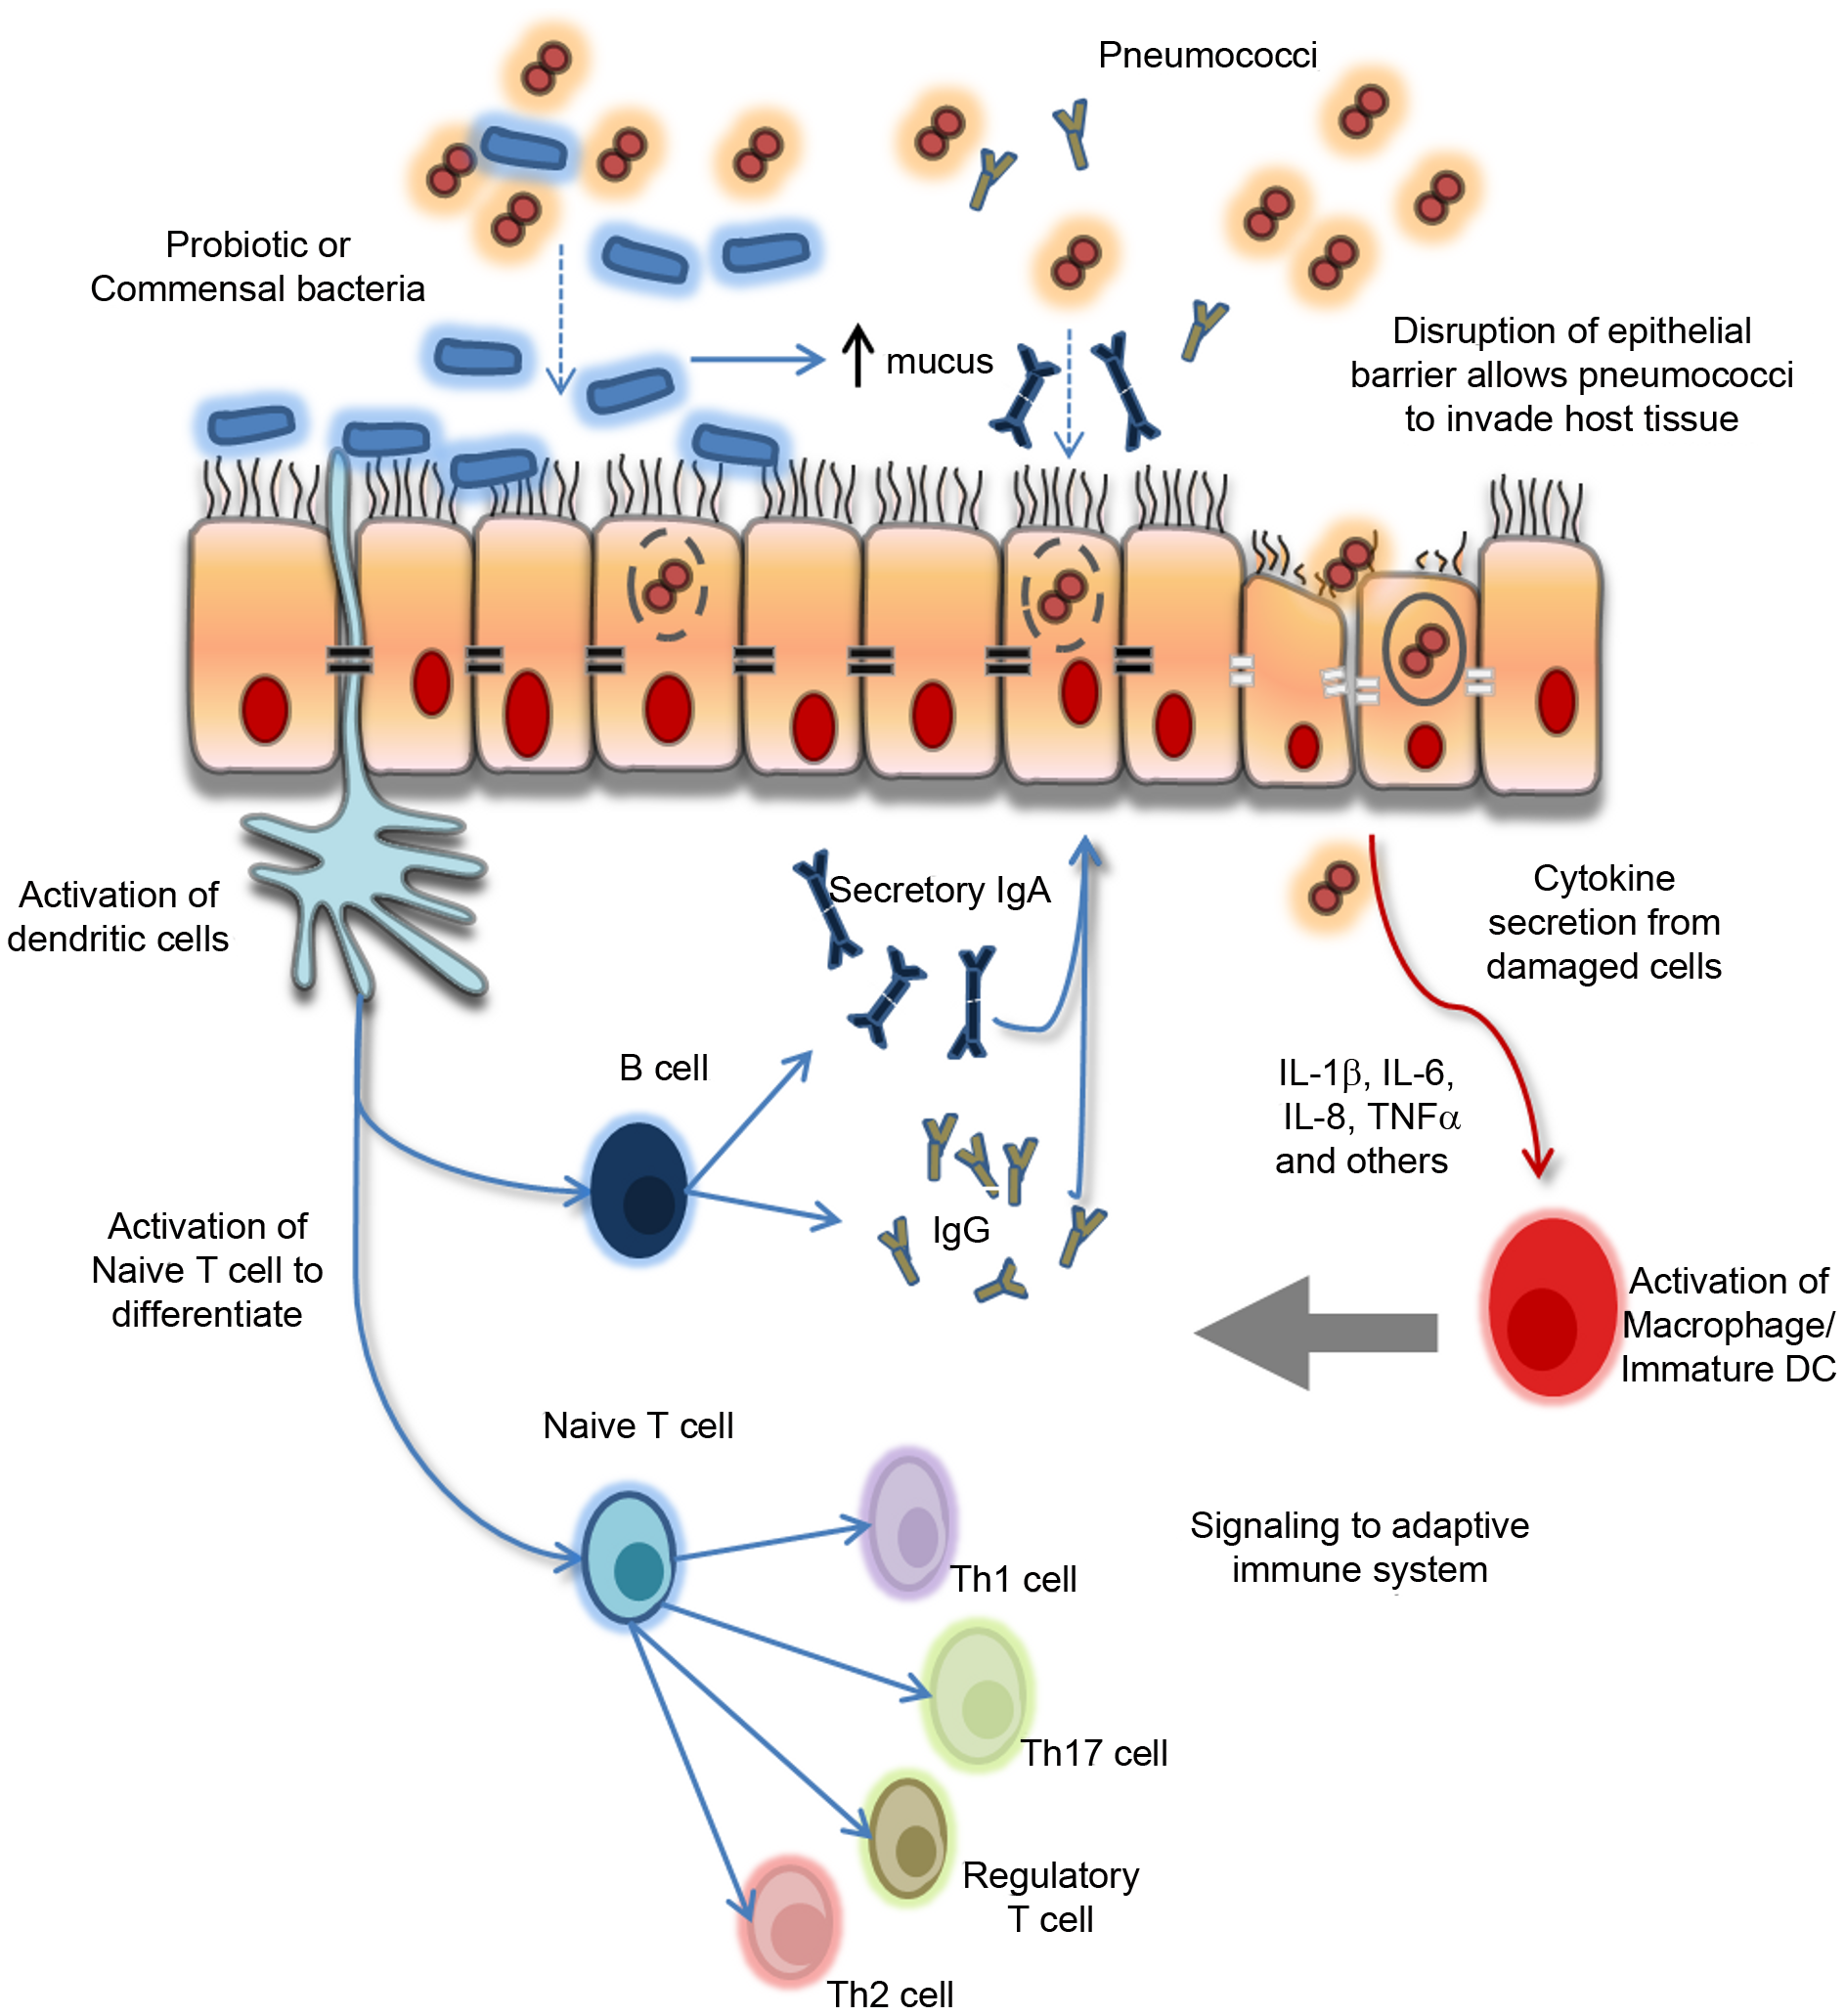 Pneumococci
Probiotic or
Commensal bacteria
mucus
Disruption of epithelial
barrier allows pneumococci
to invade host tissue
Activation of
dendritic cells
Secretory IgA
Cytokine
secretion from
damaged cells
B cell
IL-1β, IL-6,
IL-8, TNFα
and others
IgG
Activation of
Naive T cell to
differentiate
Activation of
Macrophage/
Immature DC
Naive T cell
Th1 cell
Signaling to adaptive
immune system
Th17 cell
Regulatory
T cell
Th2 cell